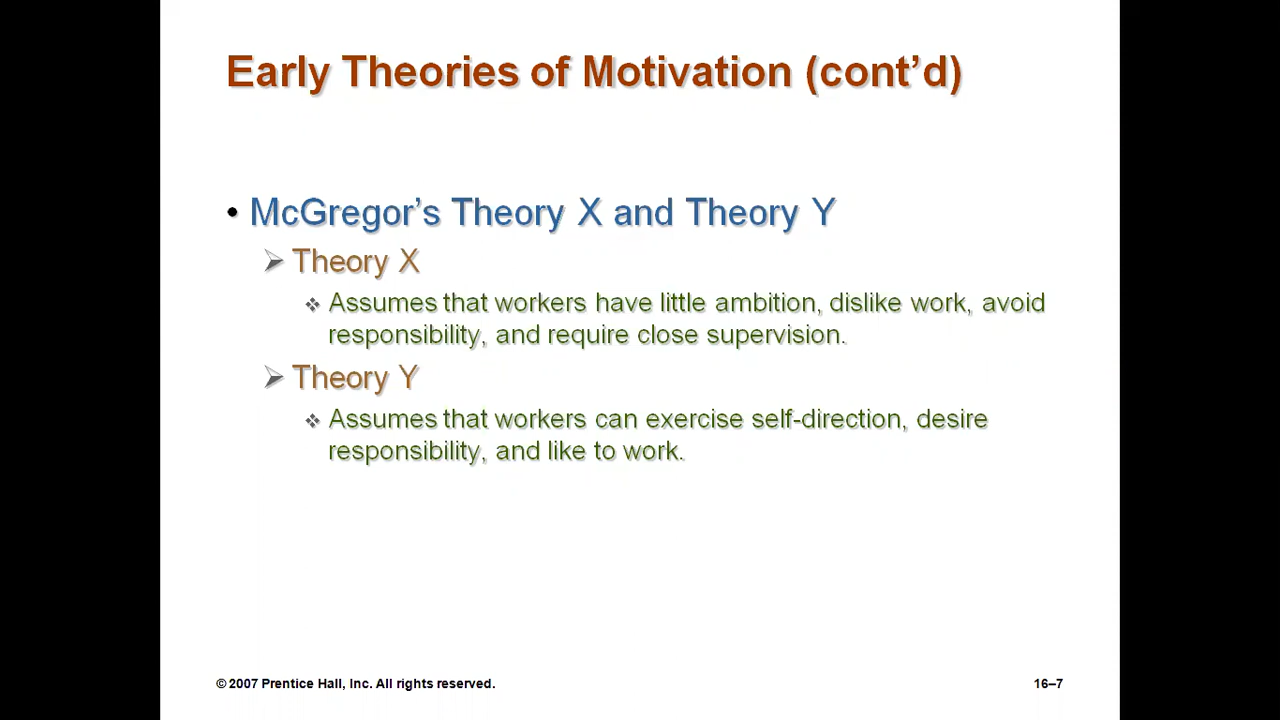 Early Theories of Motivation (cont’d)
• McGregor’s Theory X and Theory Y
➢ Theory X
❖ Assumes that workers have little ambition, dislike work, avoid
responsibility, and require close supervision.
➢ Theory Y
❖ Assumes that workers can exercise self-direction, desire
responsibility, and like to work.
© 2007 Prentice Hall, Inc. All rights reserved.
16–7